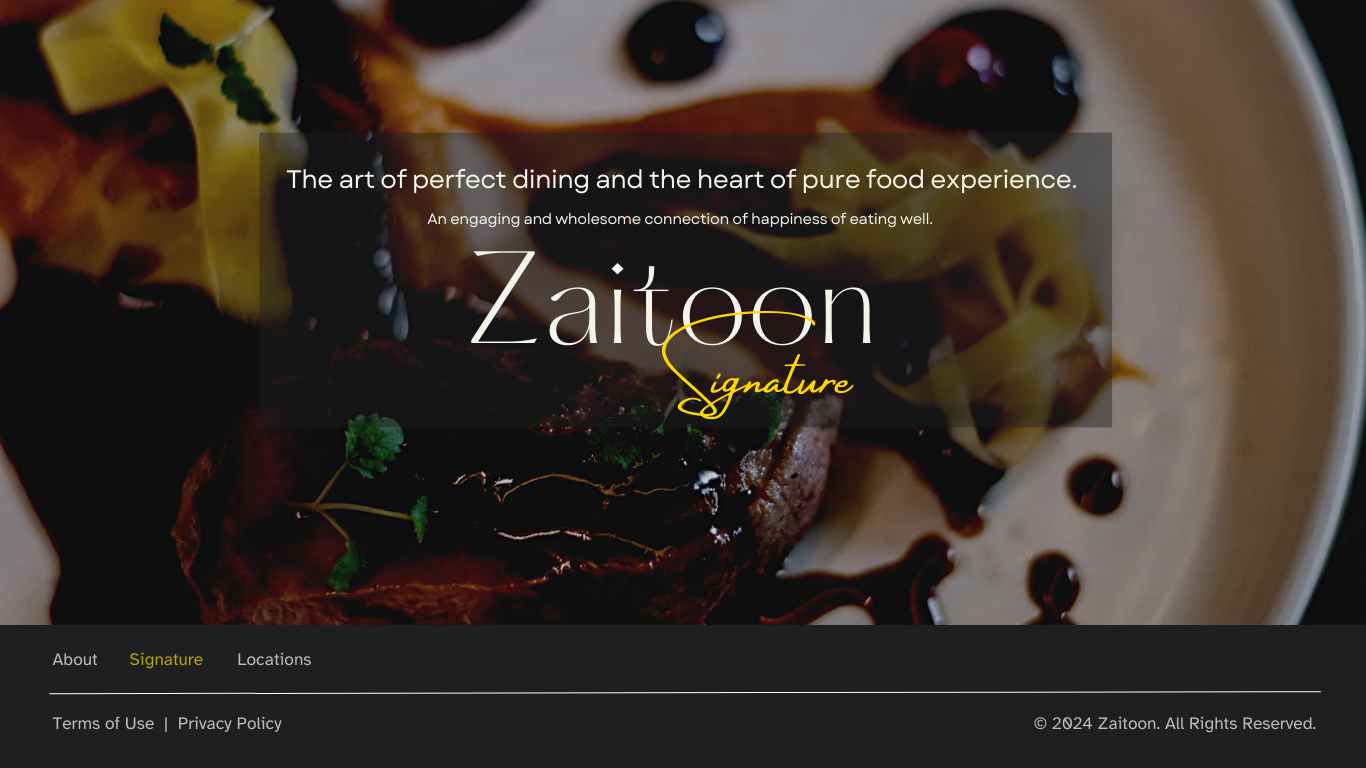 The art of perfect dining and the heart of pure food experience.
An engaging and wholesome connection of happiness of eating well.
Zaitoon
Signature
About Signature Locations
Terms of Use | Privacy Policy
© 2024 Zaitoon. All Rights Reserved.